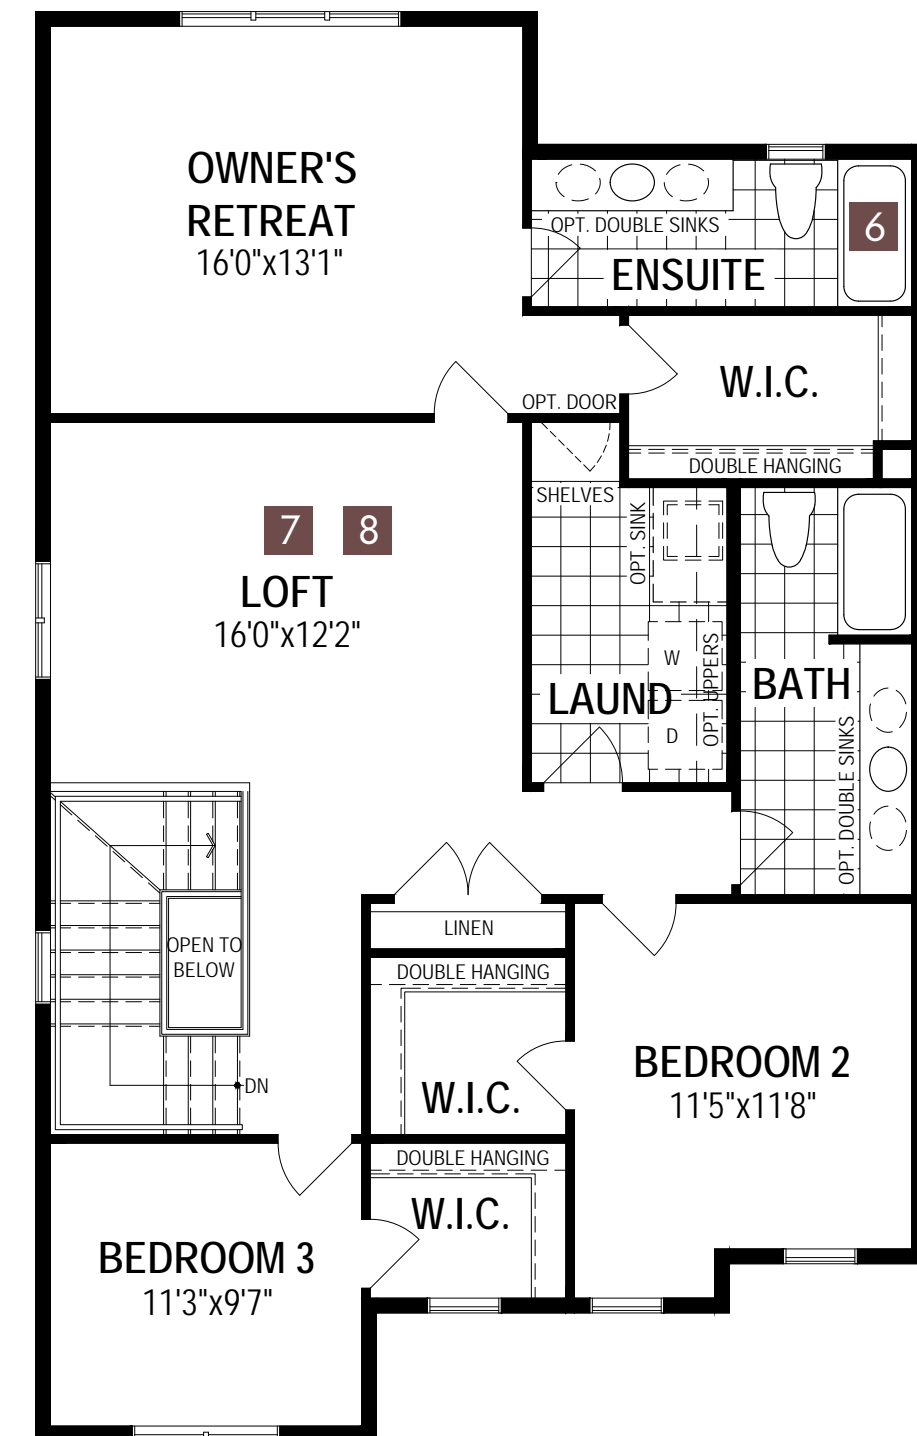 OWNER'S
RETREAT
16'0"x13'1"
OPT. DOUBLE SINKS
6
ENSUITE
W.I.C.
OPT. DOOR
DOUBLE HANGING
SHELVES
OPT. SINK
7 8
LOFT
16'0"x12'2"
W
OPT. UPPERS
LAUND
D
BATH
OPT. DOUBLE SINKS
LINEN
OPEN TO
BELOW
DOUBLE HANGING
W.I.C.
BEDROOM 2
11'5"x11'8"
DN
DOUBLE HANGING
W.I.C.
BEDROOM 3
11'3"x9'7"